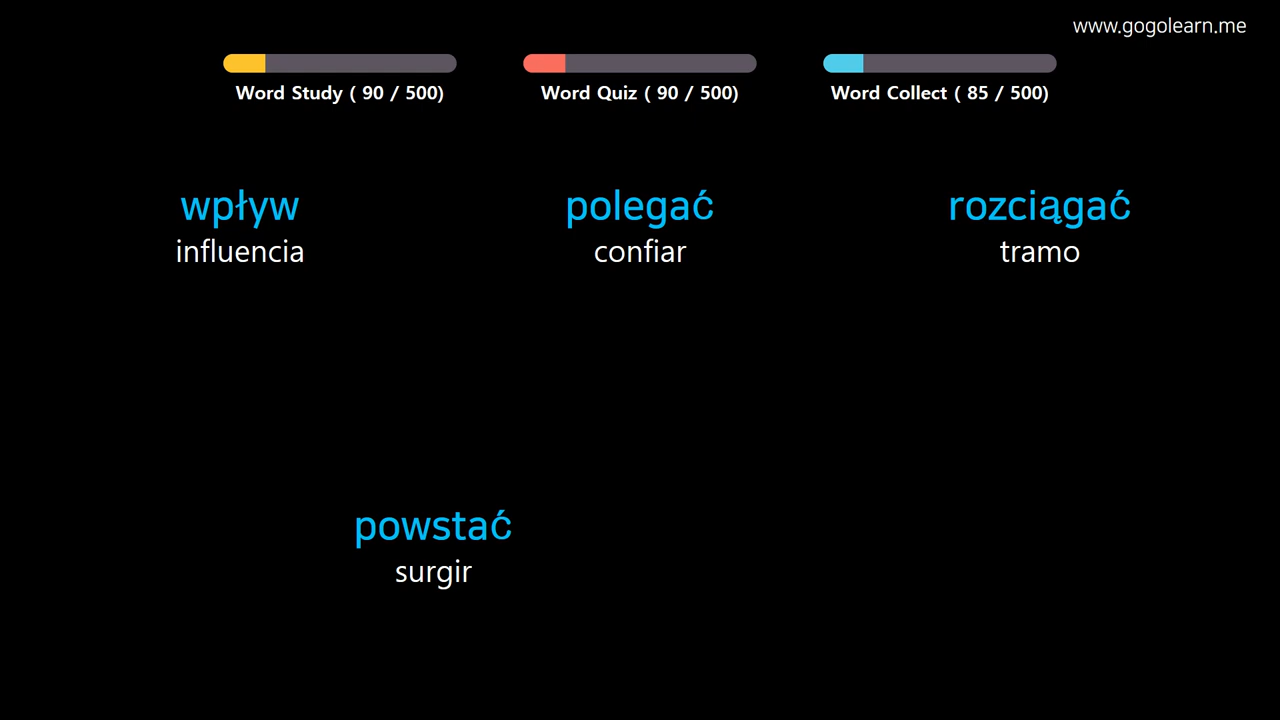 www.gogolearn.me
Word Study ( 90 / 500)
Word Quiz ( 90 / 500)
Word Collect ( 85 / 500)
wpływ
influencia
polegać
confiar
rozciągać
tramo
powstać
surgir